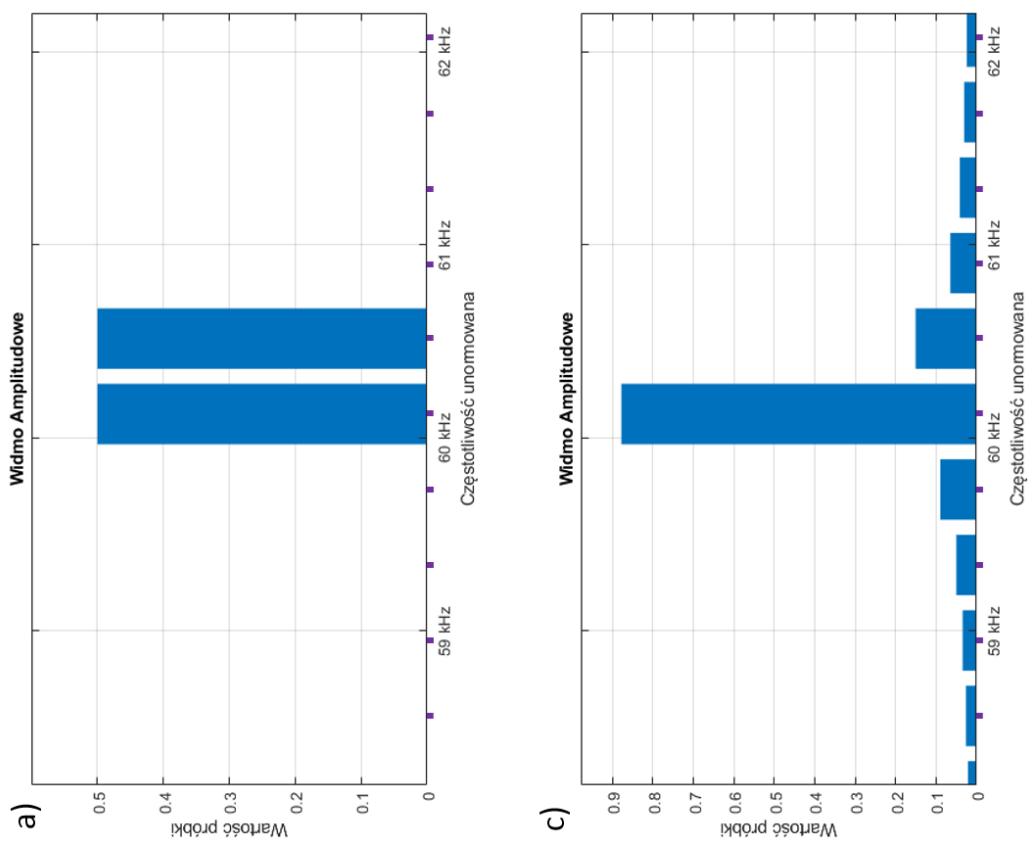 a)
Widmo Amplitudowe
Wartość próbki
0.5
0.4
0.3
0.2
0.1
0
59 kHz
60 kHz
61 kHz
62 kHz
Częstotliwość unormowana
c)
Widmo Amplitudowe
Wartość próbki
0.9
0.8
0.7
0.6
0.5
0.4
0.3
0.2
0.1
0
59 kHz
60 kHz
61 kHz
62 kHz
Częstotliwość unormowana